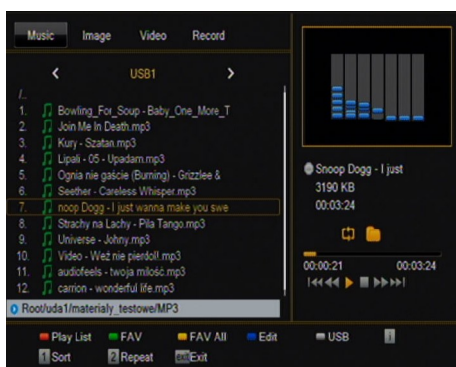 Music Image Video Record
USB1
/..
1. Bowling_For_Soup - Baby_One_More_T
2. Join Me In Death.mp3
3. Kury - Szatan.mp3
4. Lipali - 05 - Upadam.mp3
5. Ognia nie gaście (Burning) - Grizzlee &
6. Seether - Careless Whisper.mp3
7. noop Dogg - I just wanna make you swe
8. Strachy na Lachy - Pila Tango.mp3
9. Universe - Johny.mp3
10. Video - Weź nie pierdol!.mp3
11. audiofeels - twoja miłość.mp3
12. carrion - wonderful life.mp3
Root/uda1/materialy_testowe/MP3
Snoop Dogg - I just
3190 KB
00:03:24
00:00:21 00:03:24
Play List FAV FAV All Edit USB i
1 Sort 2 Repeat exit Exit